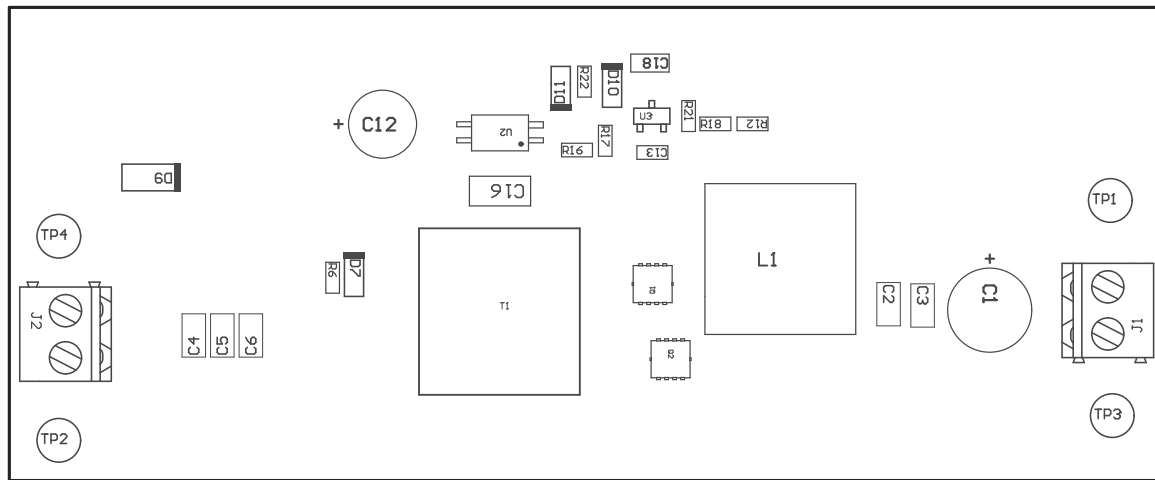 C18
D11
R22
D10
+
C12
U2
U3
R21
R18
R12
R17
R16
C13
D9
C16
TP1
TP4
L1
+
R6
D7
C2
C3
C1
T1
Q1
J2
J1
C4
C5
C6
Q2
TP3
TP2